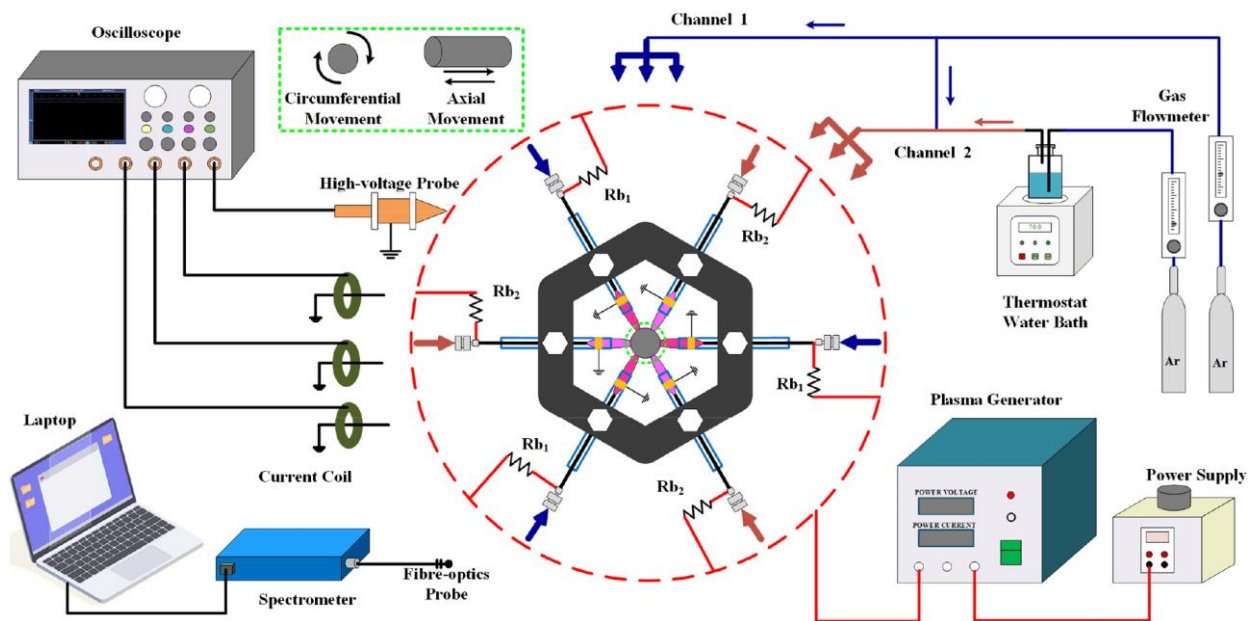 Oscilloscope
Circumferential
Movement
Axial
Movement
Channel 1
Channel 2
Gas
Flowmeter
High-voltage Probe
Rb1
Rb2
Rb2
Rb1
Rb1
Rb2
70.0
Thermostat
Water Bath
Ar
Ar
Laptop
Current Coil
Plasma Generator
POWER VOLTAGE
POWER CURRENT
Power Supply
Spectrometer
Fibre-optics
Probe